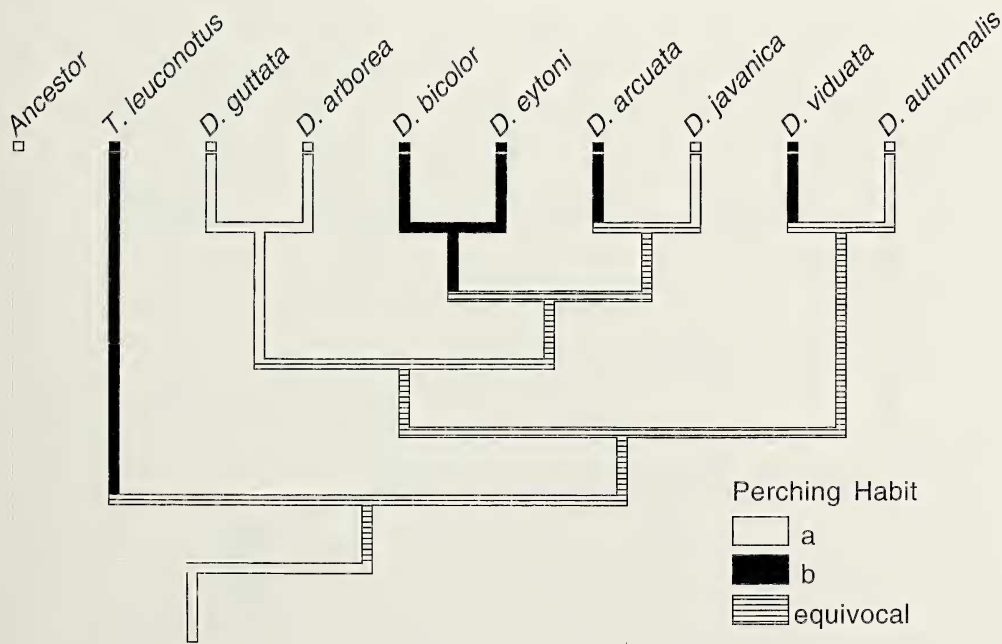 Ancestor
T. leuconotus
D. guttata
D. arborea
D. bicolor
D. eytoni
D. arcuata
D. javanica
D. viduata
D. autumnalis
Perching Habit
a
b
equivocal